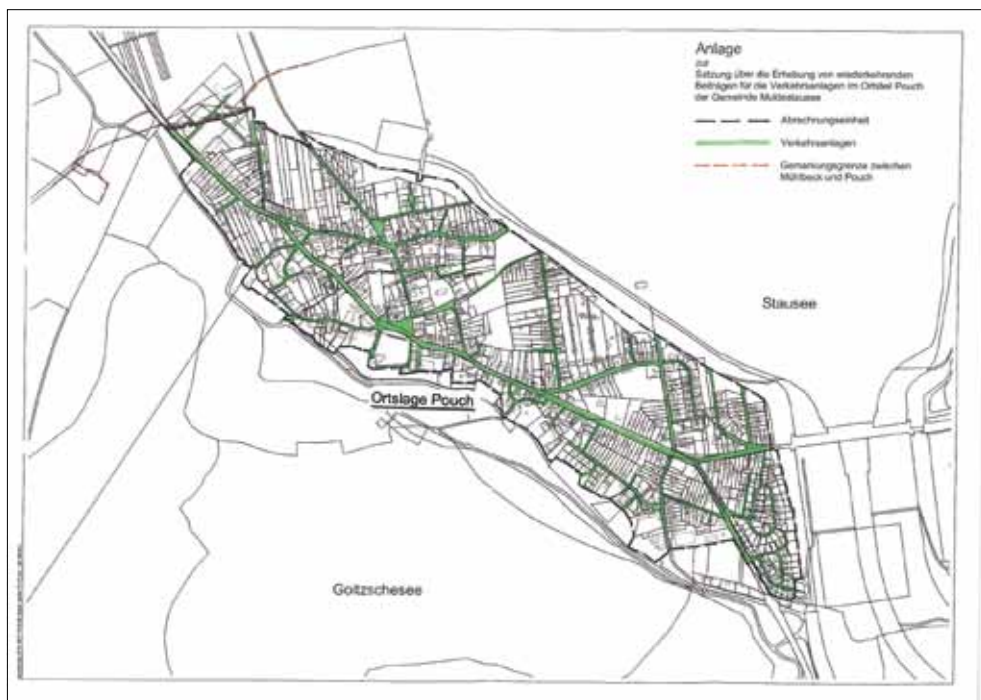 Anlage
zur
Satzung über die Erhebung von wiederkehrenden
Beiträgen für die Verkehrsanlagen im Ortsteil Pouch
der Gemeinde Muldestausee
Abrechnungseinheit
Verkehrsanlagen
Gemarkungsgrenze zwischen
Mühlbeck und Pouch
Stausee
Ortslage Pouch
Goitzschesee